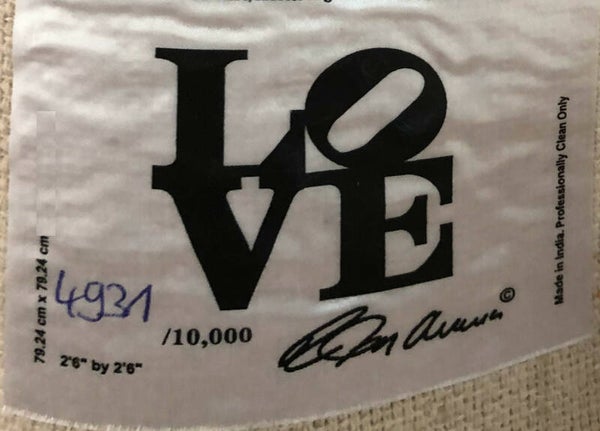 LOVE
79.24 cm x 79.24 cm
4931
/10,000
2'6" by 2'6"
©
Made in India. Professionally Clean Only